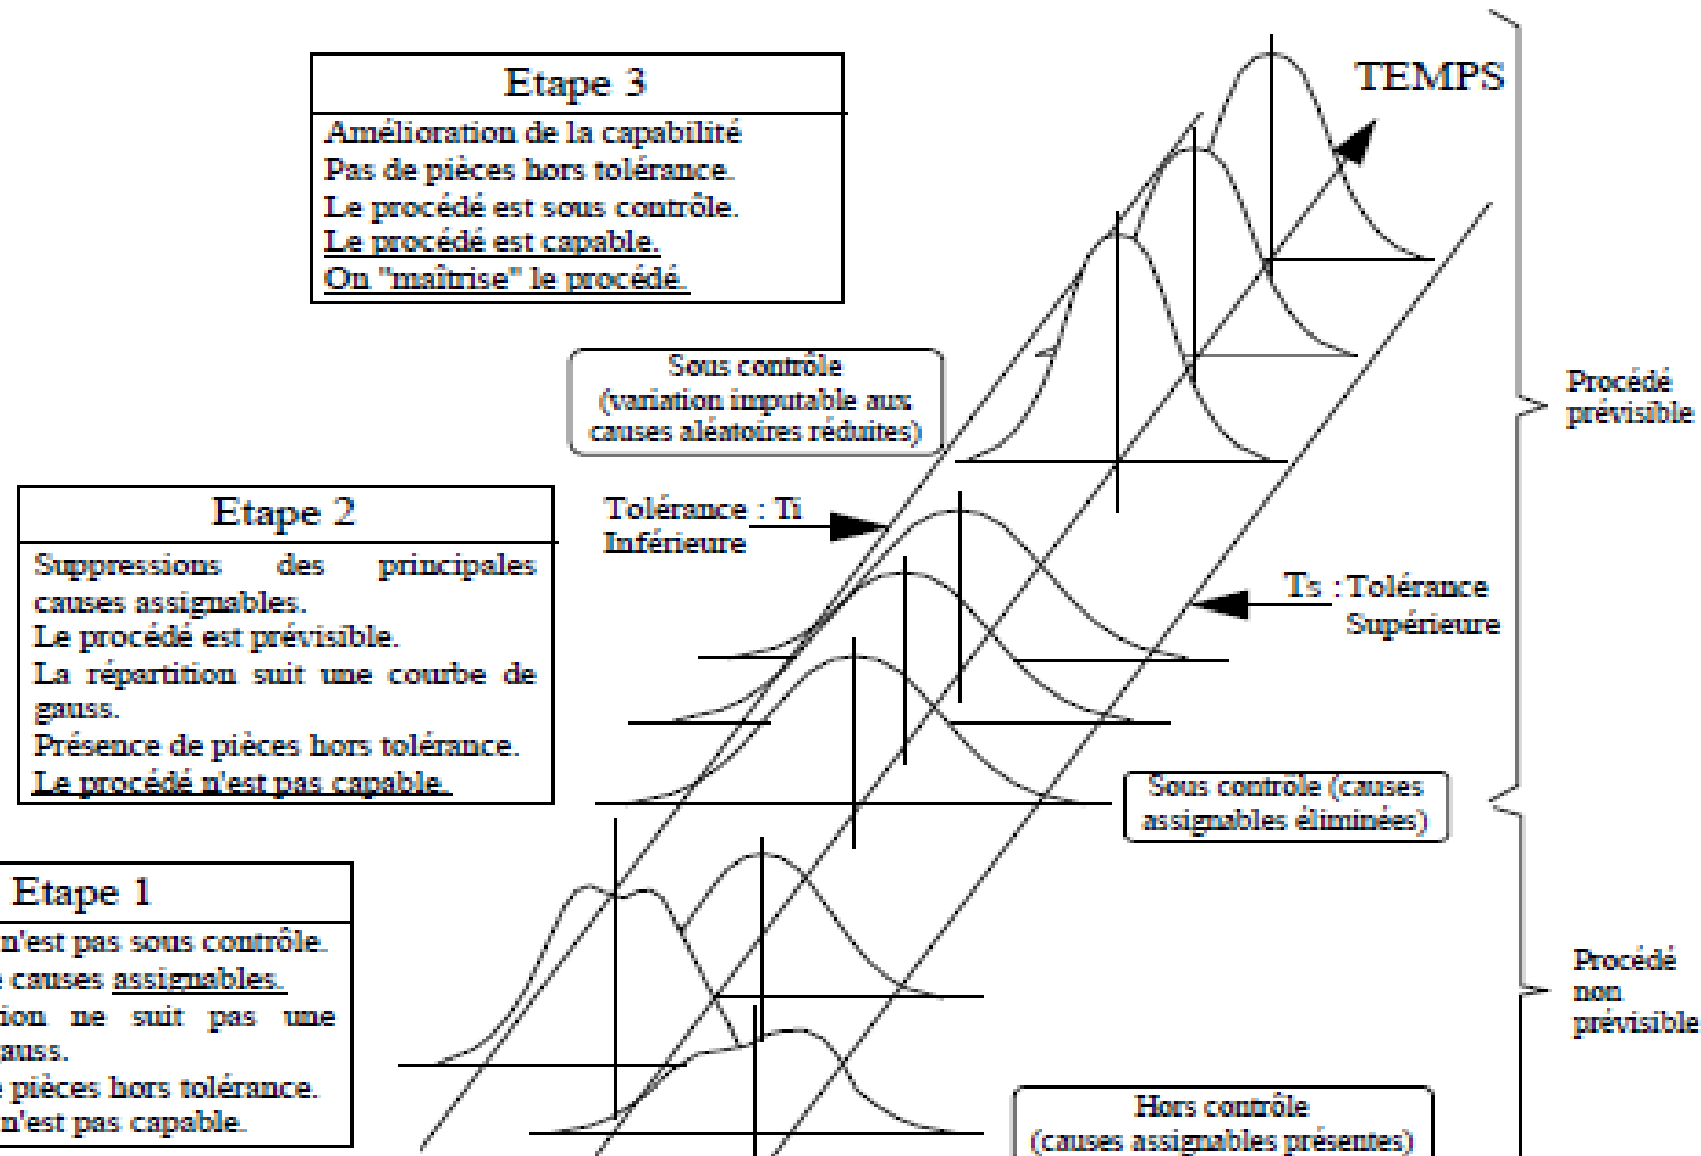 TEMPS
Etape 3
Amélioration de la capabilité
Pas de pièces hors tolérance.
Le procédé est sous contrôle.
Le procédé est capable.
On "maîtrise" le procédé.
Sous contrôle
(variation imputable aux
causes aléatoires réduites)
Procédé
prévisible
Tolérance : Ti
Inférieure
Etape 2
Suppressions des principales
causes assignables.
Le procédé est prévisible.
La répartition suit une courbe de
gauss.
Présence de pièces hors tolérance.
Le procédé n'est pas capable.
Ts : Tolérance
Supérieure
Sous contrôle (causes
assignables éliminées)
Etape 1
n'est pas sous contrôle.
causes assignables.
ne suit pas une
pièces hors tolérance.
n'est pas capable.
Procédé
non
prévisible
Hors contrôle
(causes assignables présentes)